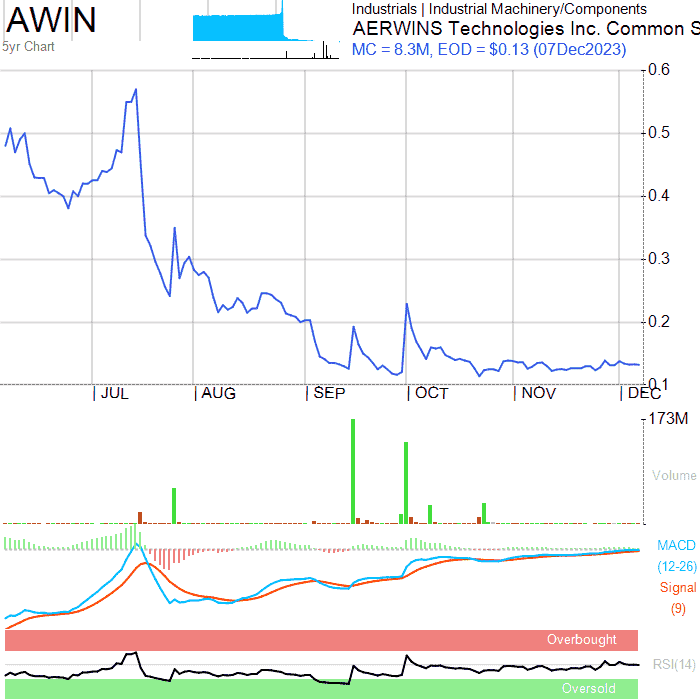 AWIN
5yr Chart
Industrials | Industrial Machinery/Components
AERWINS Technologies Inc. Common S
MC = 8.3M, EOD = $0.13 (07Dec2023)
0.6
0.5
0.4
0.3
0.2
0.1
| JUL | AUG | SEP | OCT | NOV | DEC
173M
Volume
MACD
(12-26)
Signal
(9)
Overbought
RSI(14)
Oversold